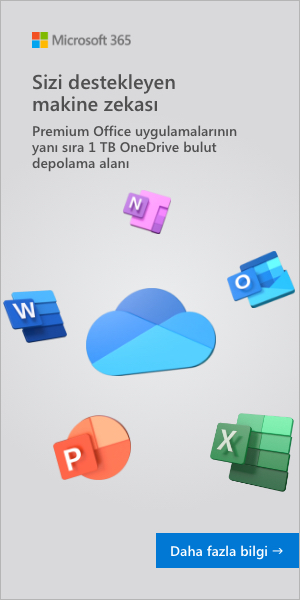 Microsoft 365
Sizi destekleyen
makine zekası
Premium Office uygulamalarının
yanı sıra 1 TB OneDrive bulut
depolama alanı
N
O
W
P
X
Daha fazla bilgi →